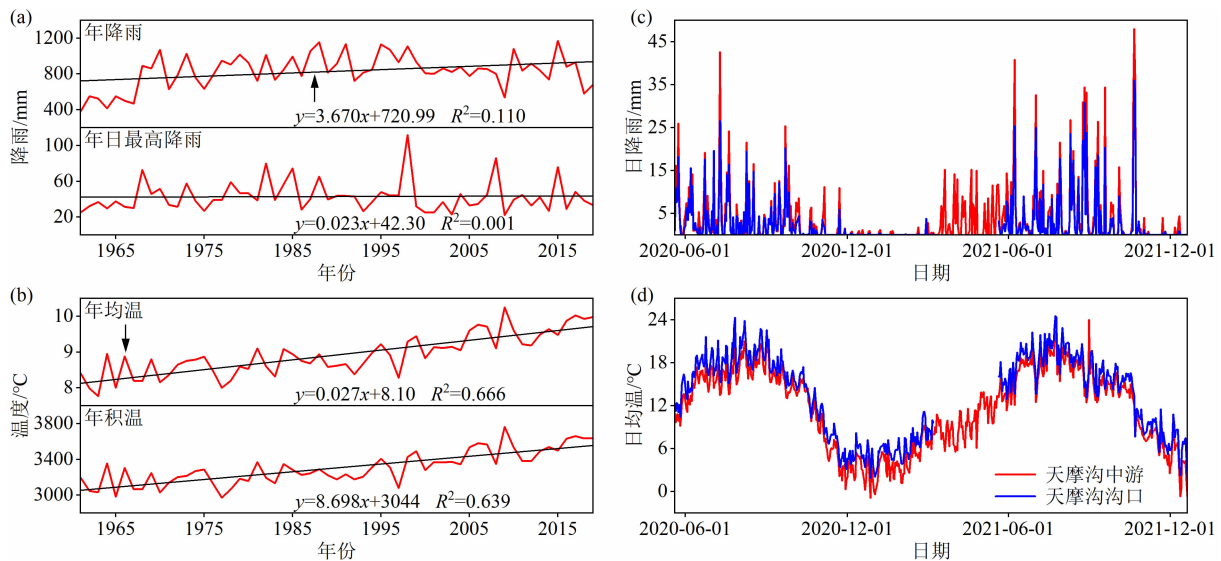 (a)
年降雨
1200
800
400
y=3.670x+720.99 R²=0.110
年日最高降雨
100
60
20
y=0.023x+42.30 R²=0.001
降雨/mm
1965 1975 1985 1995 2005 2015
年份
(b)
年均温
10
9
8
y=0.027x+8.10 R²=0.666
年积温
3800
3400
3000
y=8.698x+3044 R²=0.639
温度/℃
1965 1975 1985 1995 2005 2015
年份
(c)
45
35
25
15
5
日降雨/mm
2020-06-01 2020-12-01 2021-06-01 2021-12-01
日期
(d)
24
18
12
6
0
日均温/℃
天摩沟中游
天摩沟沟口
2020-06-01 2020-12-01 2021-06-01 2021-12-01
日期